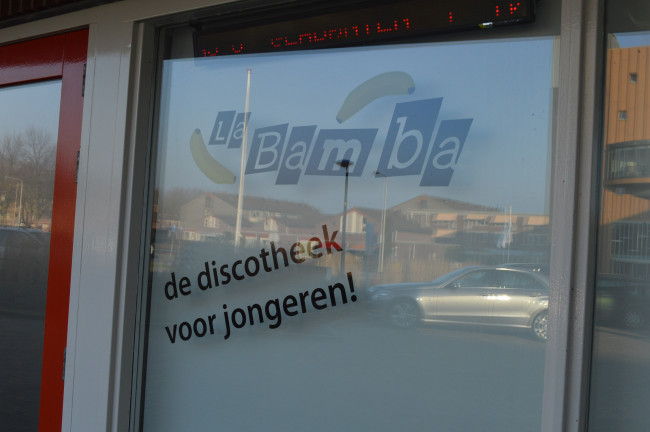 La Bamba
de discotheek
voor jongeren!